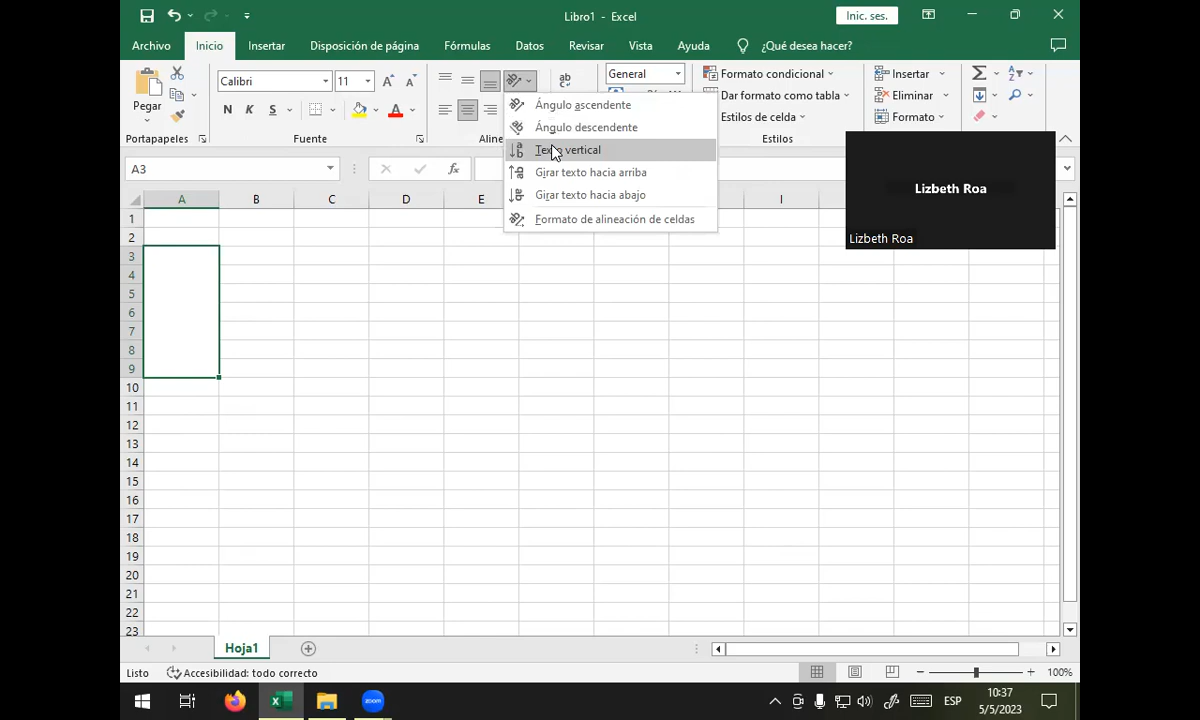 Libro1 - Excel
Inic. ses.
Archivo Inicio Insertar Disposición de página Fórmulas Datos Revisar Vista Ayuda ¿Qué desea hacer?
Pegar
Calibri 11
N K S
General
Formato condicional
Dar formato como tabla
Estilos de celda
Insertar
Eliminar
Formato
Portapapeles Fuente Aline Estilos
Ángulo ascendente
Ángulo descendente
Texto vertical
Girar texto hacia arriba
Girar texto hacia abajo
Formato de alineación de celdas
A3
fx
Lizbeth Roa
Lizbeth Roa
A B C D E I
1
2
3
4
5
6
7
8
9
10
11
12
13
14
15
16
17
18
19
20
21
22
23
Hoja1
Listo Accesibilidad: todo correcto 100%
ESP
10:37
5/5/2023